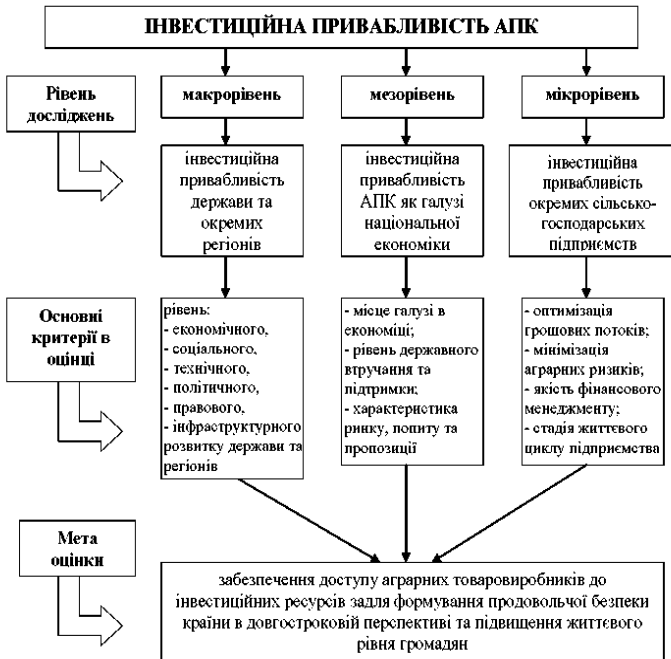 ІНВЕСТИЦІЙНА ПРИВАБЛИВІСТЬ АПК
Рівень
досліджень
макрорівень
мезорівень
мікрорівень
інвестиційна
привабливість
держави та
окремих
регіонів
інвестиційна
привабливість
АПК як галузі
національної
економіки
інвестиційна
привабливість
окремих сільсько-
господарських
підприємств
Основні
критерії в
оцінці
рівень:
- економічного,
- соціального,
- технічного,
- політичного,
- правового,
- інфраструктурного
розвитку держави та
регіонів
- місце галузі в
економіці;
- рівень державного
втручання та
підтримки;
- характеристика
ринку, попиту та
пропозиції
- оптимізація
грошових потоків;
- мінімізація
аграрних ризиків;
- якість фінансового
менеджменту;
- стадія життєвого
циклу підприємства
Мета
оцінки
забезпечення доступу аграрних товаровиробників до
інвестиційних ресурсів задля формування продовольчої безпеки
країни в довгостроковій перспективі та підвищення життєвого
рівня громадян